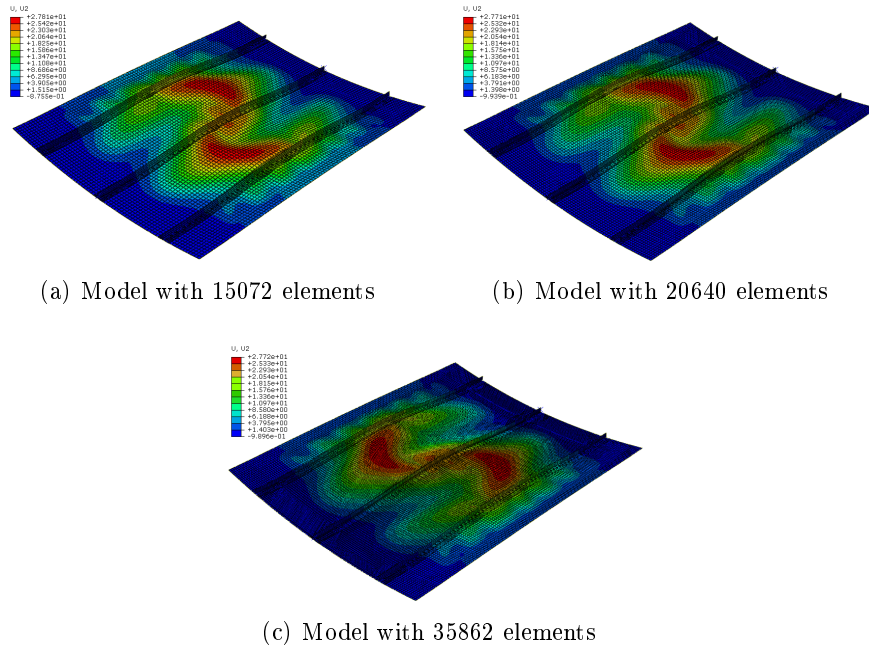 U, U2
+2.781e+01
+2.542e+01
+2.303e+01
+2.064e+01
+1.825e+01
+1.586e+01
+1.347e+01
+1.108e+01
+8.686e+00
+6.295e+00
+3.905e+00
+1.515e+00
-8.755e-01
U, U2
+2.771e+01
+2.532e+01
+2.293e+01
+2.054e+01
+1.814e+01
+1.575e+01
+1.336e+01
+1.097e+01
+8.575e+00
+6.183e+00
+3.791e+00
+1.398e+00
-9.939e-01
(a) Model with 15072 elements
(b) Model with 20640 elements
U, U2
+2.772e+01
+2.533e+01
+2.293e+01
+2.054e+01
+1.815e+01
+1.576e+01
+1.336e+01
+1.097e+01
+8.580e+00
+6.188e+00
+3.795e+00
+1.403e+00
-9.896e-01
(c) Model with 35862 elements